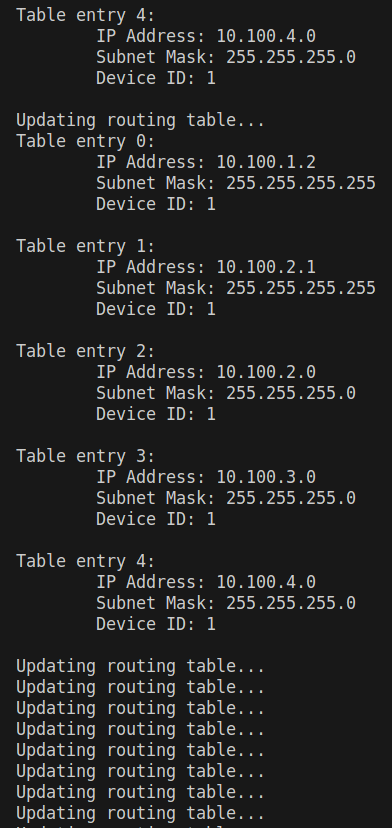 Table entry 4:
        IP Address: 10.100.4.0
        Subnet Mask: 255.255.255.0
        Device ID: 1

Updating routing table...
Table entry 0:
        IP Address: 10.100.1.2
        Subnet Mask: 255.255.255.255
        Device ID: 1

Table entry 1:
        IP Address: 10.100.2.1
        Subnet Mask: 255.255.255.255
        Device ID: 1

Table entry 2:
        IP Address: 10.100.2.0
        Subnet Mask: 255.255.255.0
        Device ID: 1

Table entry 3:
        IP Address: 10.100.3.0
        Subnet Mask: 255.255.255.0
        Device ID: 1

Table entry 4:
        IP Address: 10.100.4.0
        Subnet Mask: 255.255.255.0
        Device ID: 1

Updating routing table...
Updating routing table...
Updating routing table...
Updating routing table...
Updating routing table...
Updating routing table...
Updating routing table...
Updating routing table...